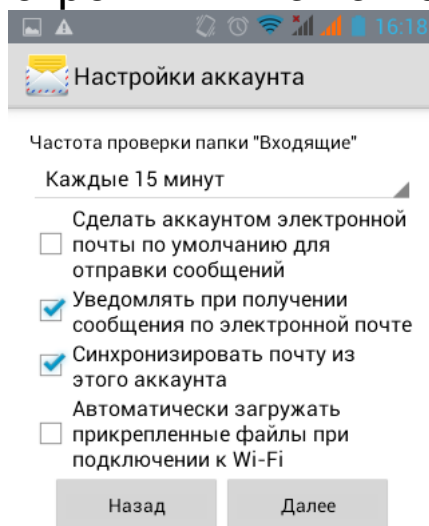 16:18
Настройки аккаунта
Частота проверки папки "Входящие"
Каждые 15 минут
Сделать аккаунтом электронной
почты по умолчанию для
отправки сообщений
Уведомлять при получении
сообщения по электронной почте
Синхронизировать почту из
этого аккаунта
Автоматически загружать
прикрепленные файлы при
подключении к Wi-Fi
Назад Далее